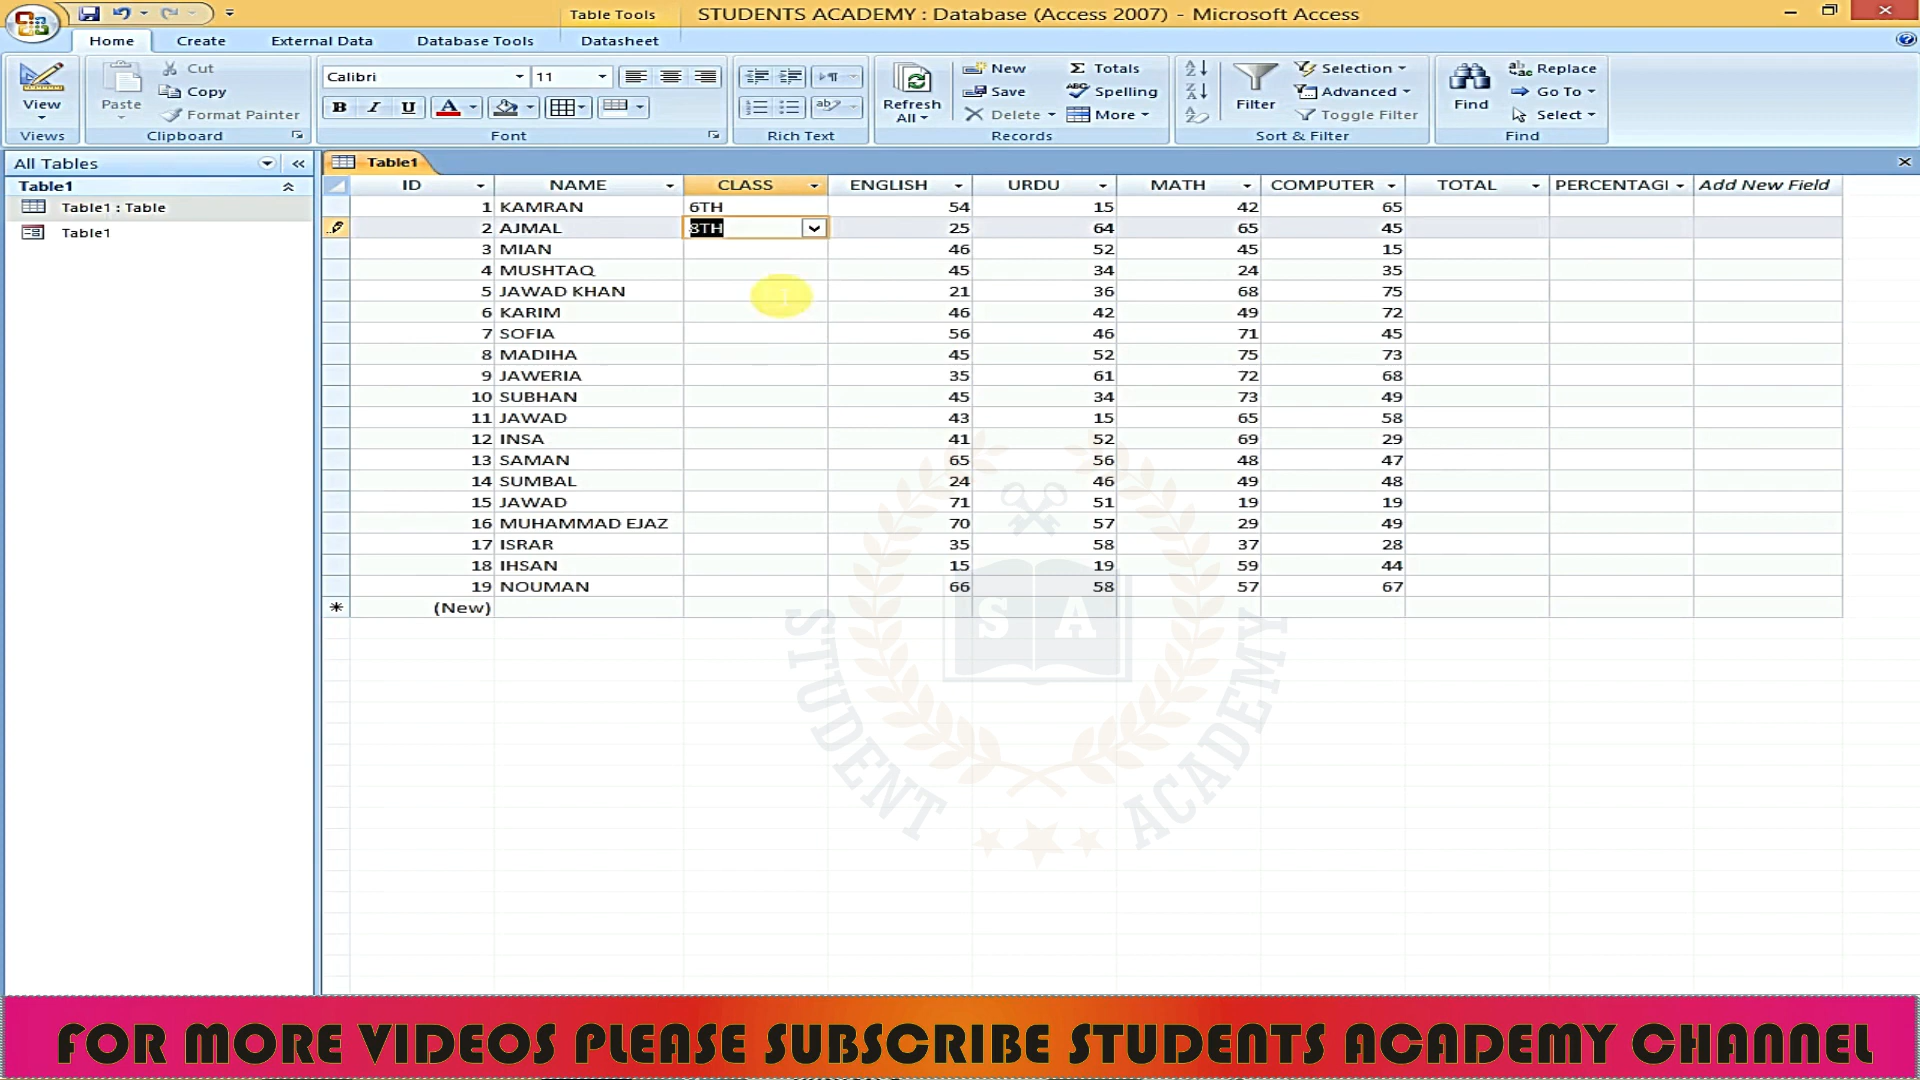 Table Tools STUDENTS ACADEMY : Database (Access 2007) - Microsoft Access
Home Create External Data Database Tools Datasheet
View
Views
Paste
Cut
Copy
Format Painter
Clipboard
Calibri 11
B I U A
Font
ab
Rich Text
Refresh
All
New
Save
Delete
Totals
Spelling
More
Records
Filter
Selection
Advanced
Toggle Filter
Sort & Filter
Find
Replace
Go To
Select
Find
All Tables
Table1
Table1 : Table
Table1
Table1
ID NAME CLASS ENGLISH URDU MATH COMPUTER TOTAL PERCENTAGI Add New Field
1 KAMRAN 6TH 54 15 42 65
2 AJMAL 8TH 25 64 65 45
3 MIAN 46 52 45 15
4 MUSHTAQ 45 34 24 35
5 JAWAD KHAN 21 36 68 75
6 KARIM 46 42 49 72
7 SOFIA 56 46 71 45
8 MADIHA 45 52 75 73
9 JAWERIA 35 61 72 68
10 SUBHAN 45 34 73 49
11 JAWAD 43 15 65 58
12 INSA 41 52 69 29
13 SAMAN 65 56 48 47
14 SUMBAL 24 46 49 48
15 JAWAD 71 51 19 19
16 MUHAMMAD EJAZ 70 57 29 49
17 ISRAR 35 58 37 28
18 IHSAN 15 19 59 44
19 NOUMAN 66 58 57 67
(New)
S A
STUDENT ACADEMY
FOR MORE VIDEOS PLEASE SUBSCRIBE STUDENTS ACADEMY CHANNEL